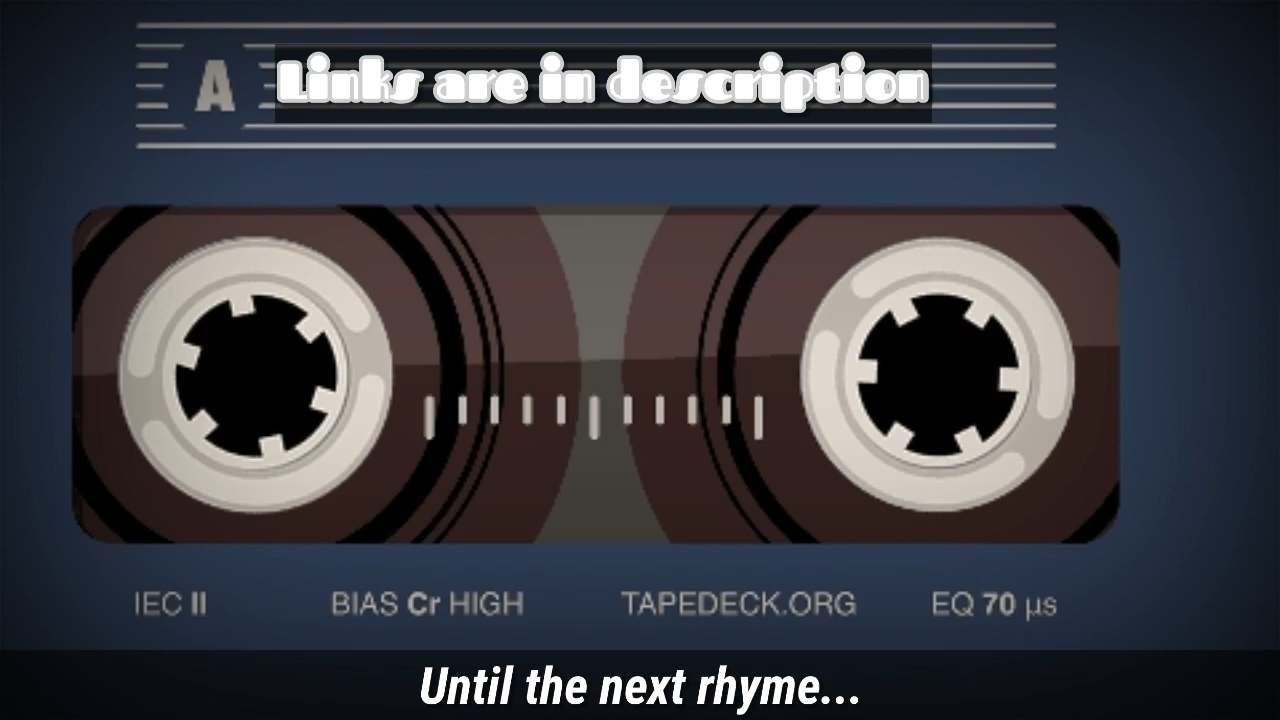 A
Links are in description
IEC II
BIAS Cr HIGH
TAPEDECK.ORG
EQ 70 µs
Until the next rhyme...